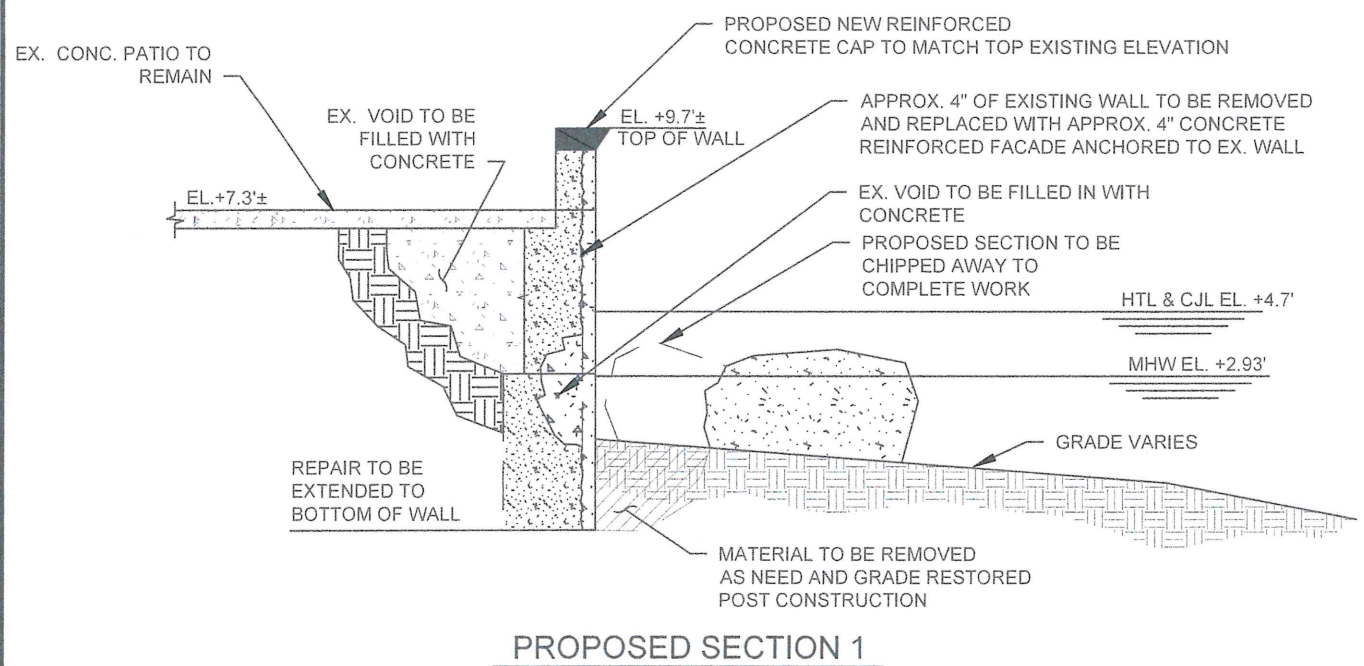 PROPOSED NEW REINFORCED
CONCRETE CAP TO MATCH TOP EXISTING ELEVATION
EX. CONC. PATIO TO
REMAIN
APPROX. 4" OF EXISTING WALL TO BE REMOVED
AND REPLACED WITH APPROX. 4" CONCRETE
REINFORCED FACADE ANCHORED TO EX. WALL
EX. VOID TO BE
FILLED WITH
CONCRETE
EL. +9.7'±
TOP OF WALL
EX. VOID TO BE FILLED IN WITH
CONCRETE
EL.+7.3'±
PROPOSED SECTION TO BE
CHIPPED AWAY TO
COMPLETE WORK
HTL & CJL EL. +4.7'
MHW EL. +2.93'
GRADE VARIES
REPAIR TO BE
EXTENDED TO
BOTTOM OF WALL
MATERIAL TO BE REMOVED
AS NEED AND GRADE RESTORED
POST CONSTRUCTION
PROPOSED SECTION 1